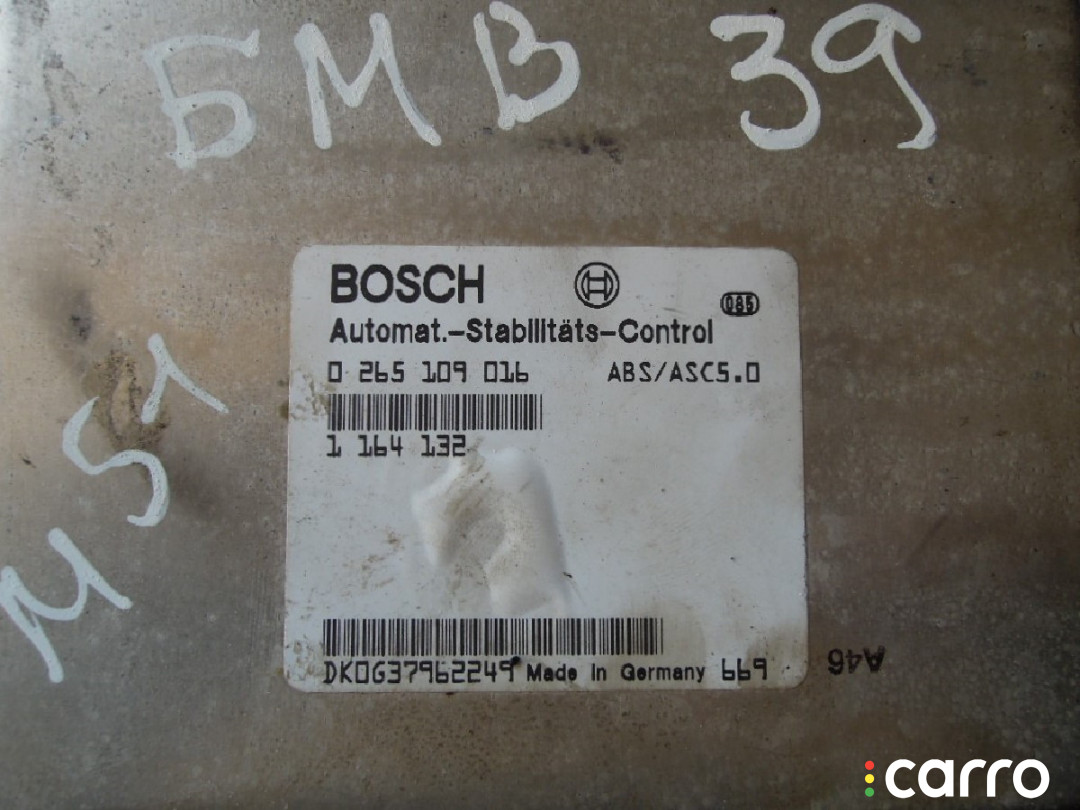 БМВ 39
BOSCH
085
Automat.-Stabilitäts-Control
0 265 109 016 ABS/ASC5.0
1 164 132
DK0G37962249 Made in Germany 669
A46
M51
carro